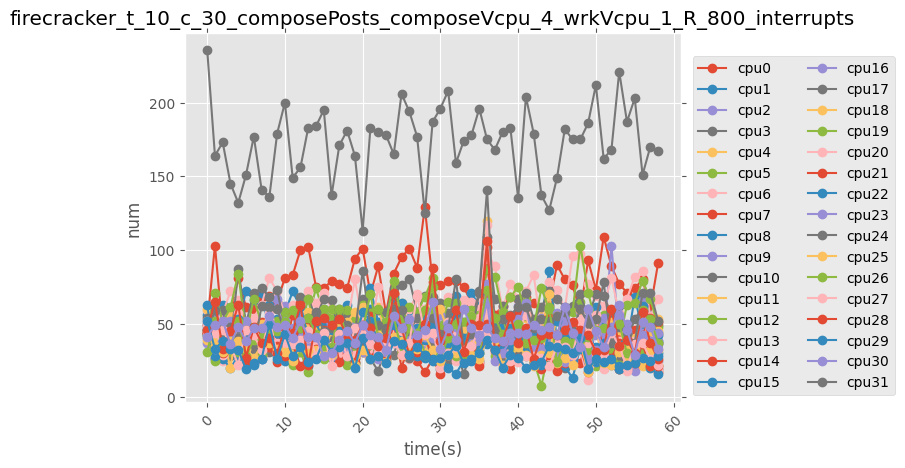 firecracker_t_10_c_30_composePosts_composeVcpu_4_wrkVcpu_1_R_800_interrupts
200
150
100
50
0
num
0
10
20
30
40
50
60
time(s)
cpu0
cpu1
cpu2
cpu3
cpu4
cpu5
cpu6
cpu7
cpu8
cpu9
cpu10
cpu11
cpu12
cpu13
cpu14
cpu15
cpu16
cpu17
cpu18
cpu19
cpu20
cpu21
cpu22
cpu23
cpu24
cpu25
cpu26
cpu27
cpu28
cpu29
cpu30
cpu31